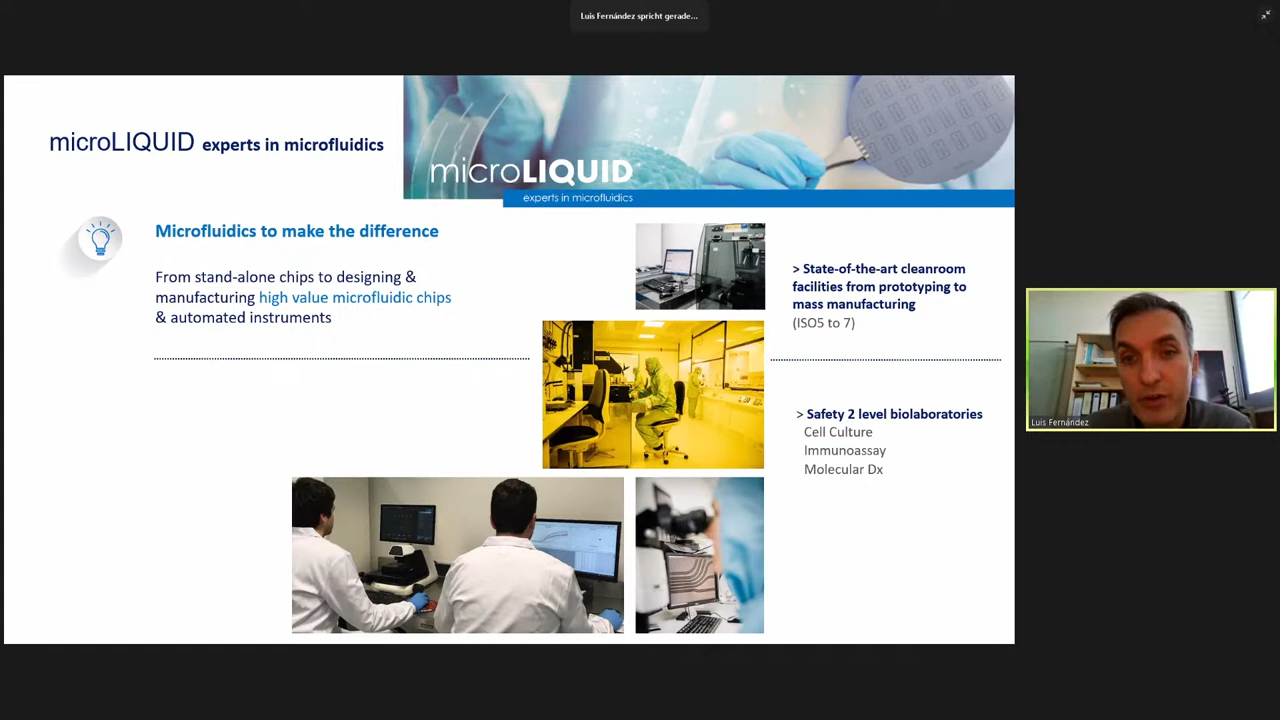 Luis Fernández spricht gerade...
microLIQUID experts in microfluidics
microLIQUID
experts in microfluidics
Microfluidics to make the difference
From stand-alone chips to designing &
manufacturing high value microfluidic chips
& automated instruments
> State-of-the-art cleanroom
facilities from prototyping to
mass manufacturing
(ISO5 to 7)
> Safety 2 level biolaboratories
Cell Culture
Immunoassay
Molecular Dx
Luis Fernández